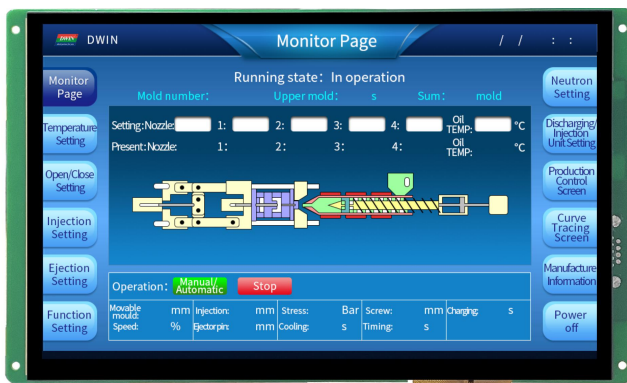 DWIN DWIN Monitor Page / / : :
Running state: In operation
Mold number: Upper mold: s Sum: mold
Setting: Nozzle: 1: 2: 3: 4: Oil TEMP: °C
Present: Nozzle: 1: 2: 3: 4: Oil TEMP: °C
Operation: Manual/Automatic Stop
Movable mould: mm Injection: mm Stress: Bar Screw: mm Charging: s
Speed: % Ejector pin: mm Cooling: s Timing: s
Monitor
Page
Temperature
Setting
Open/Close
Setting
Injection
Setting
Ejection
Setting
Function
Setting
Neutron
Setting
Discharging/
Injection
Unit Setting
Production
Control
Screen
Curve
Tracing
Screen
Manufacture
Information
Power
off